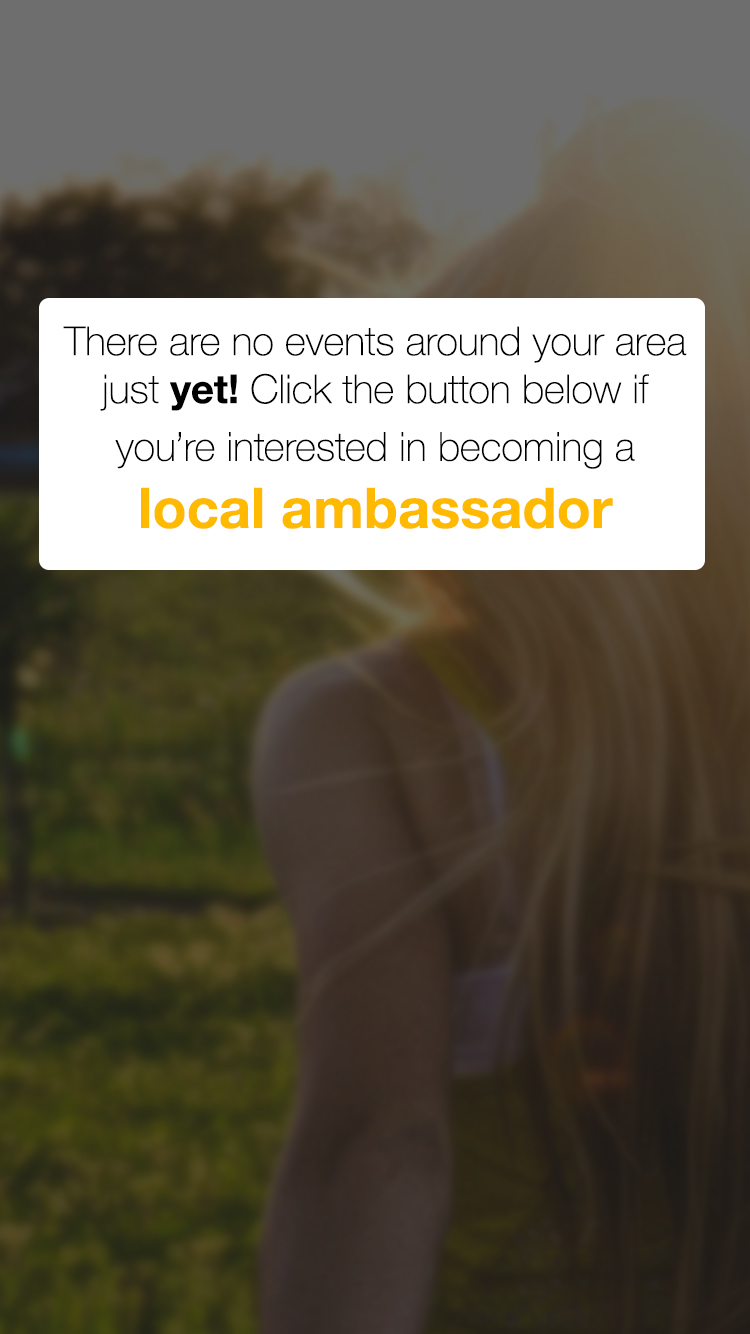 There are no events around your area
just yet! Click the button below if
you’re interested in becoming a
local ambassador